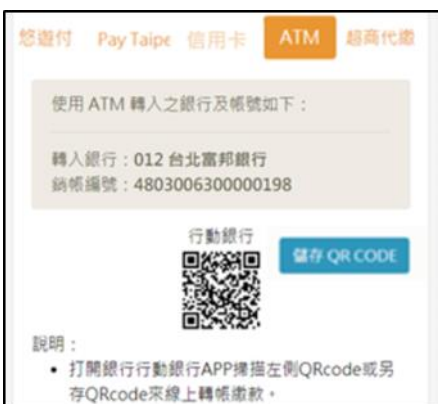 悠遊付 Pay Taipe 信用卡 ATM 超商代繳
使用 ATM 轉入之銀行及帳號如下：
轉入銀行：012 台北富邦銀行
銷帳編號：4803006300000198
行動銀行
儲存 QR CODE
說明：
• 打開銀行行動銀行APP掃描左側QRcode或另
存QRcode來線上轉帳繳款。